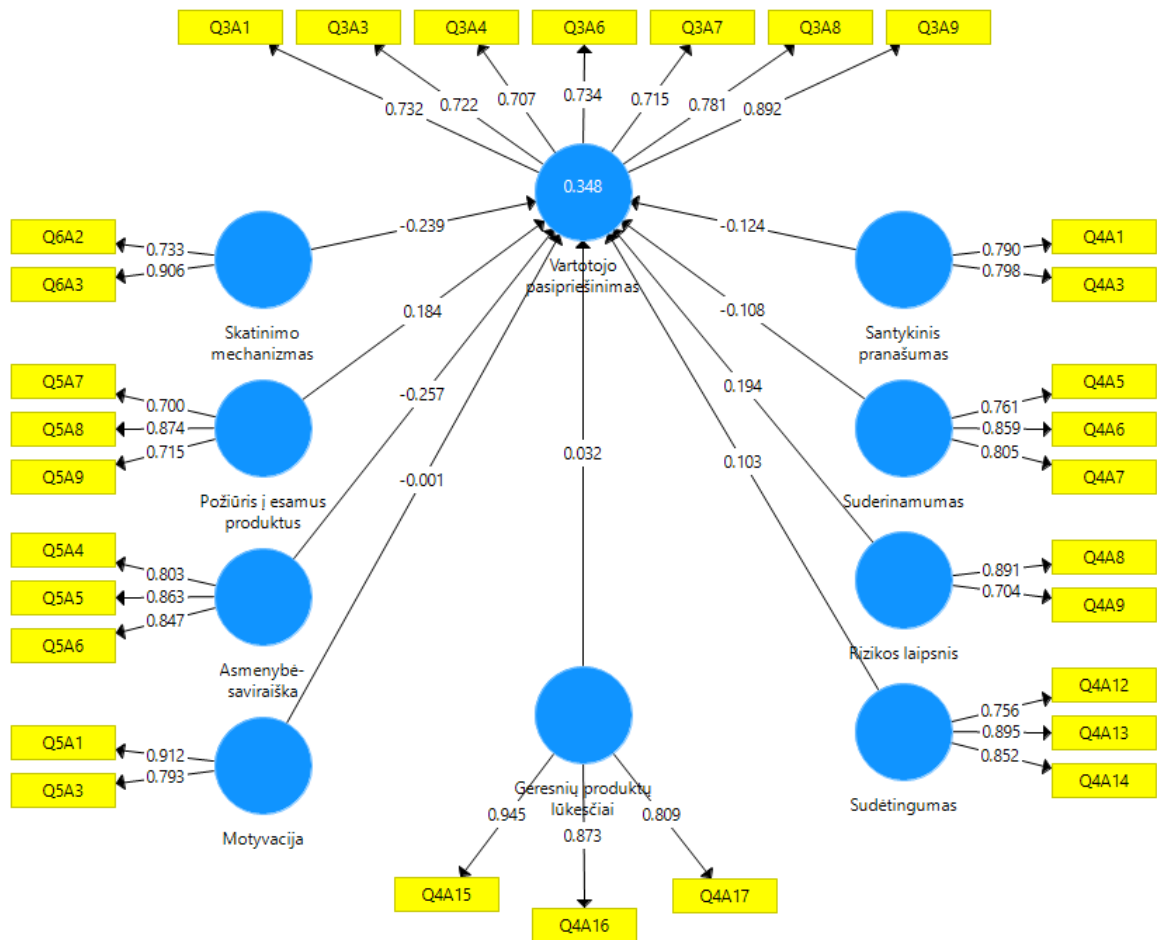 Q3A1 Q3A3 Q3A4 Q3A6 Q3A7 Q3A8 Q3A9
0.732 0.722 0.707 0.734 0.715 0.781 0.892
0.348
Vartotojo
pasipriešinimas
Q6A2
Q6A3
0.733
0.906
-0.239
Skatinimo
mechanizmas
-0.124
0.790
0.798
Q4A1
Q4A3
Santykinis
pranašumas
Q5A7
Q5A8
Q5A9
0.700
0.874
0.715
0.184
Požiūris į esamus
produktus
-0.108
0.761
0.859
0.805
Q4A5
Q4A6
Q4A7
Suderinamumas
Q5A4
Q5A5
Q5A6
0.803
0.863
0.847
-0.257
Asmenybė-
saviraiška
0.194
0.891
0.704
Q4A8
Q4A9
Rizikos laipsnis
Q5A1
Q5A3
0.912
0.793
-0.001
Motyvacija
0.103
0.756
0.895
0.852
Q4A12
Q4A13
Q4A14
Sudėtingumas
0.032
Geresnių produktų
lūkesčiai
0.945 0.873 0.809
Q4A15 Q4A16 Q4A17